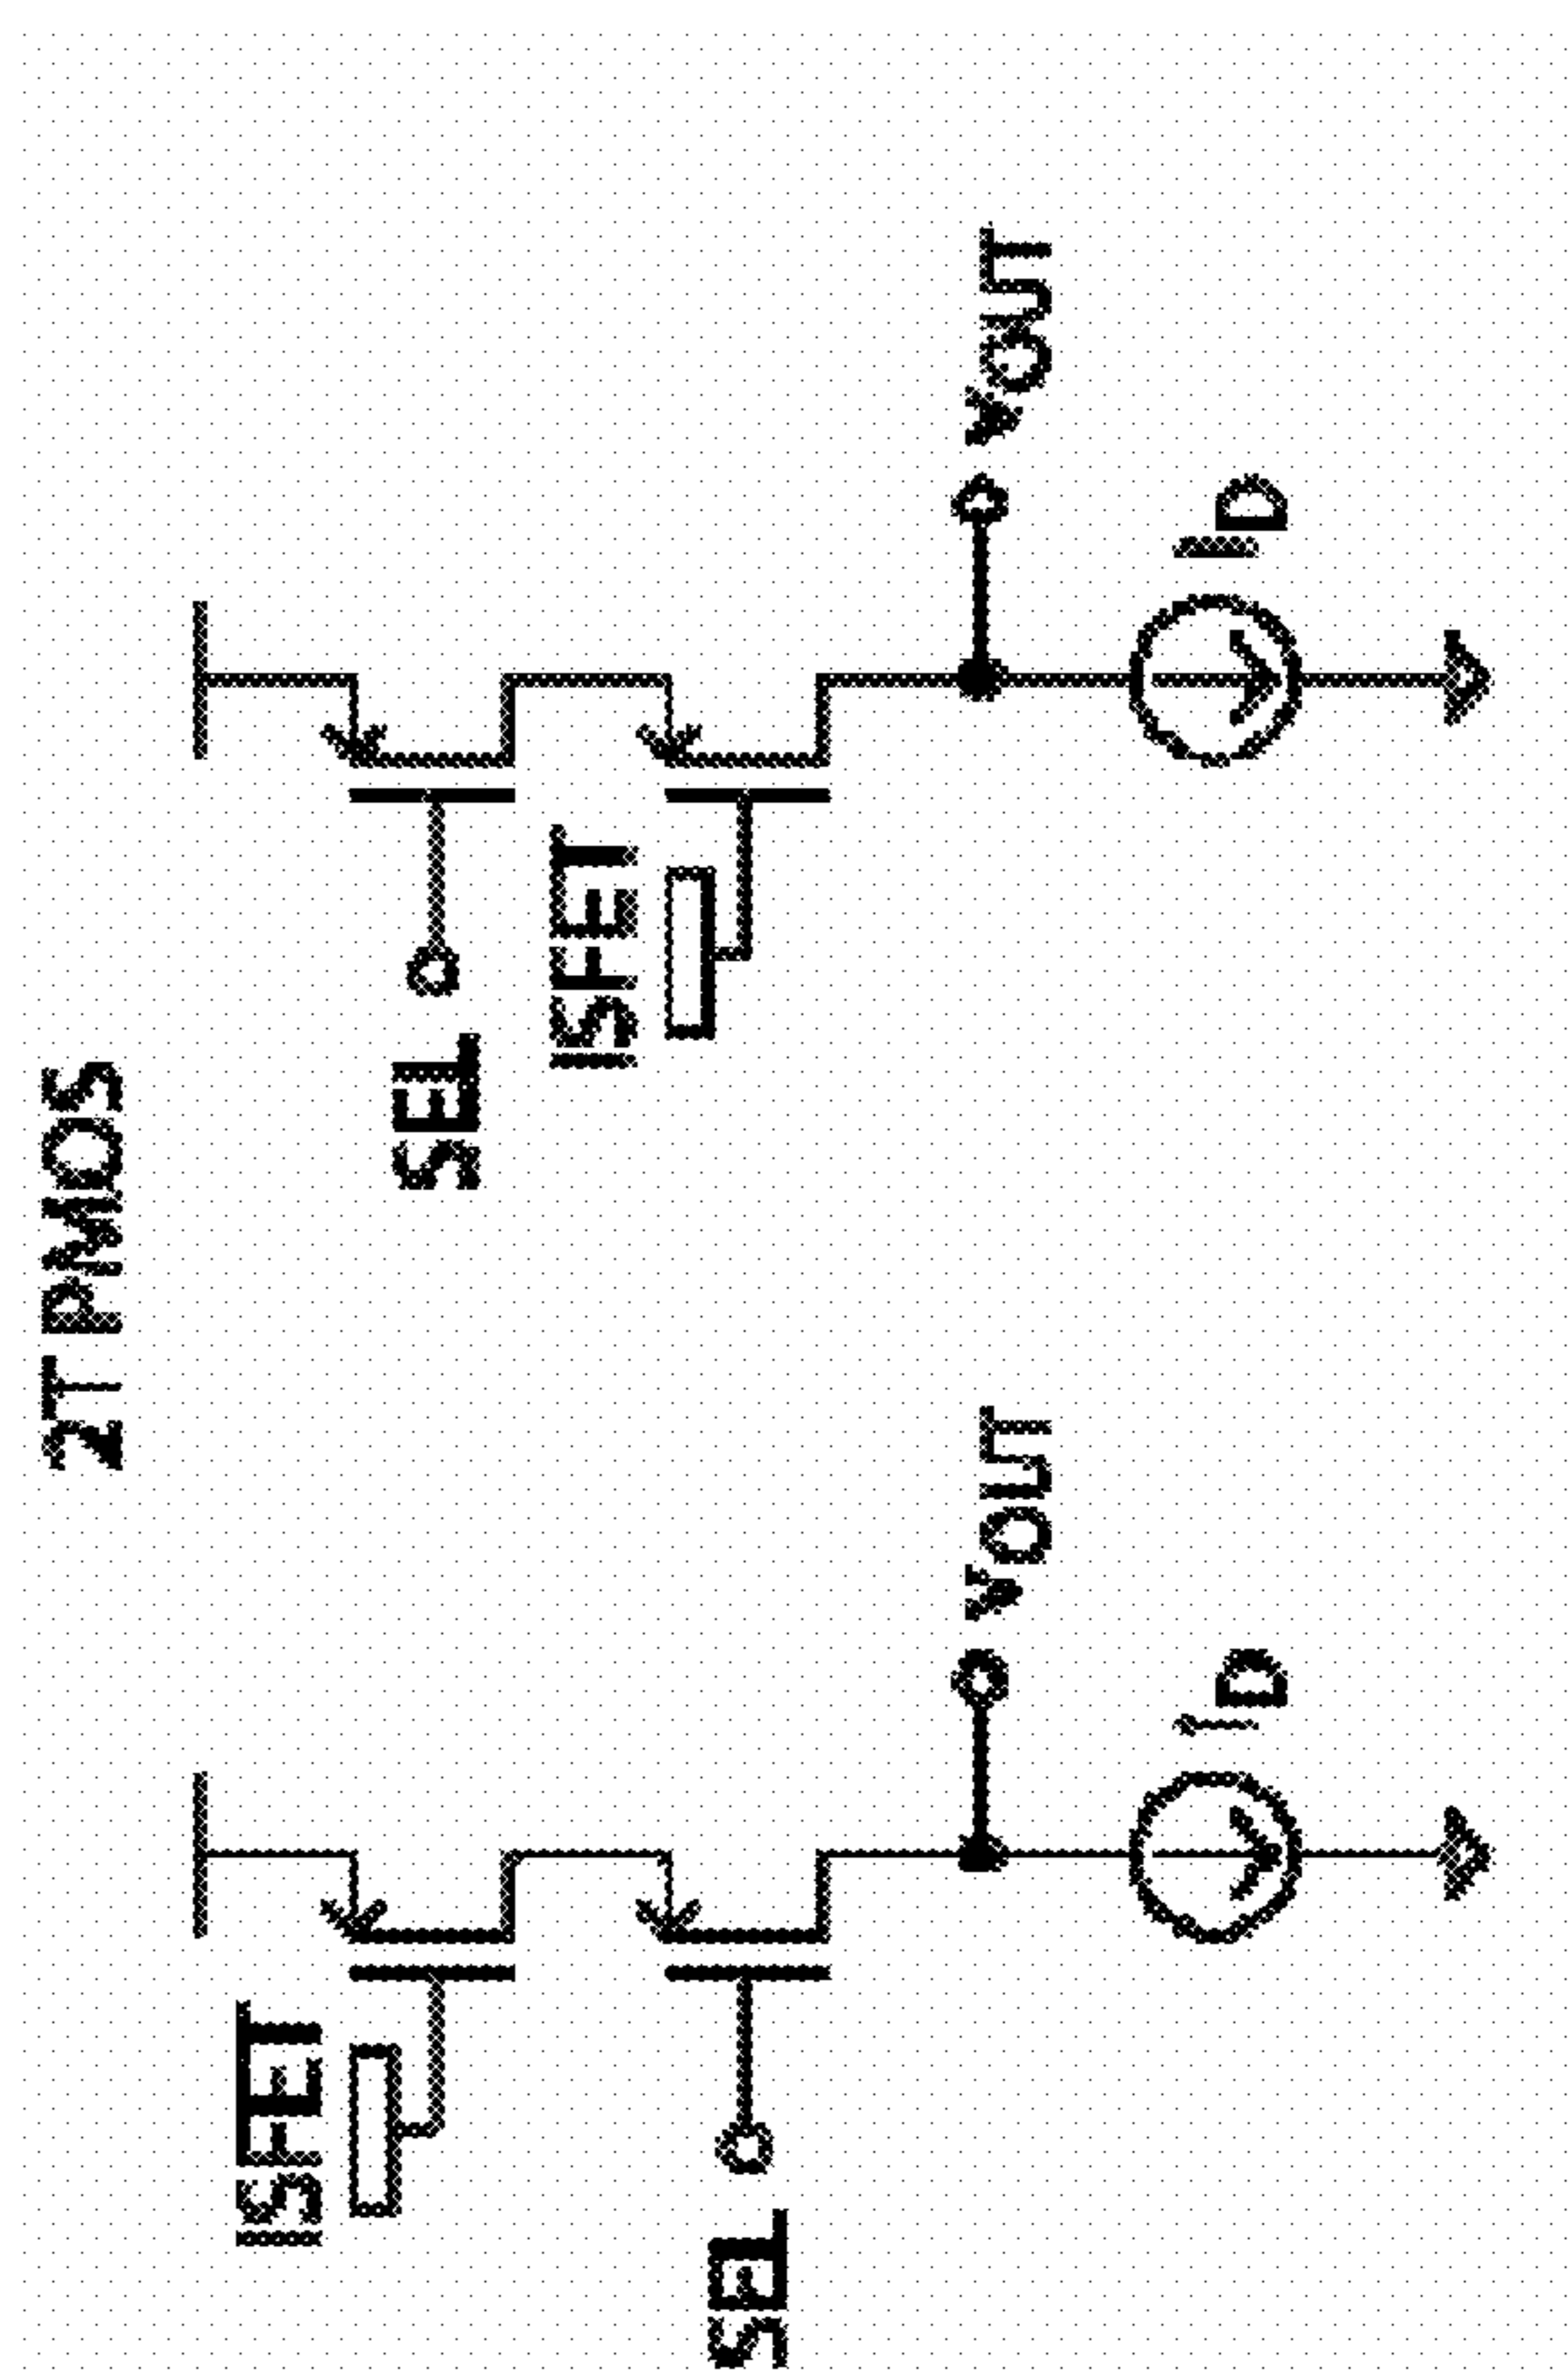 2T PMOS
ISFET
SEL
VOUT
ID
SEL
ISFET
VOUT
ID